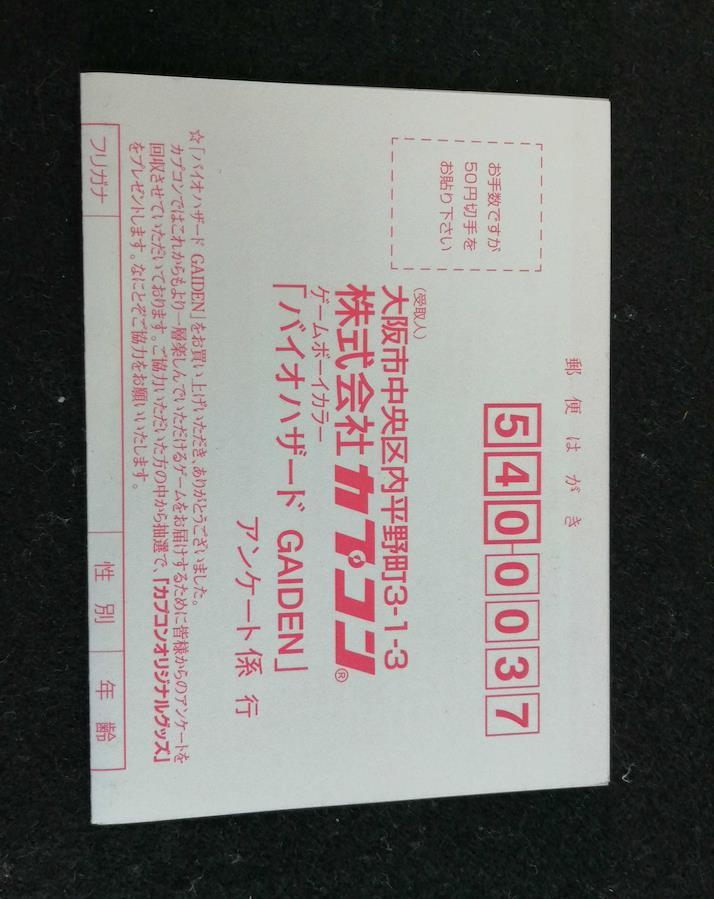 郵便はがき
5400037
お手数ですが
50円切手を
お貼り下さい
(受取人)
大阪市中央区内平野町3-1-3
株式会社カプコン®
ゲームボーイカラー
「バイオハザード GAIDEN」
アンケート係 行
☆「バイオハザード GAIDEN」をお買い上げいただき、ありがとうございました。
カプコンではこれからもより一層楽しんでいただけるゲームをお届けするために皆様からのアンケートを
回収させていただいております。ご協力いただいた方の中から抽選で、「カプコンオリジナルグッズ」
をプレゼントします。なにとぞご協力をお願いいたします。
フリガナ
性別
年齢